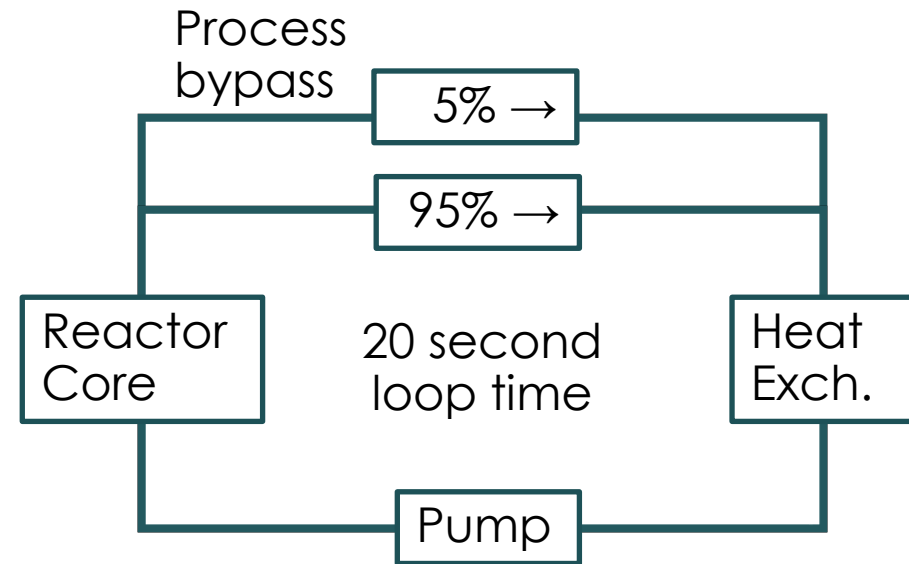 Process
bypass
5% →
95% →
Reactor
Core
20 second
loop time
Heat
Exch.
Pump